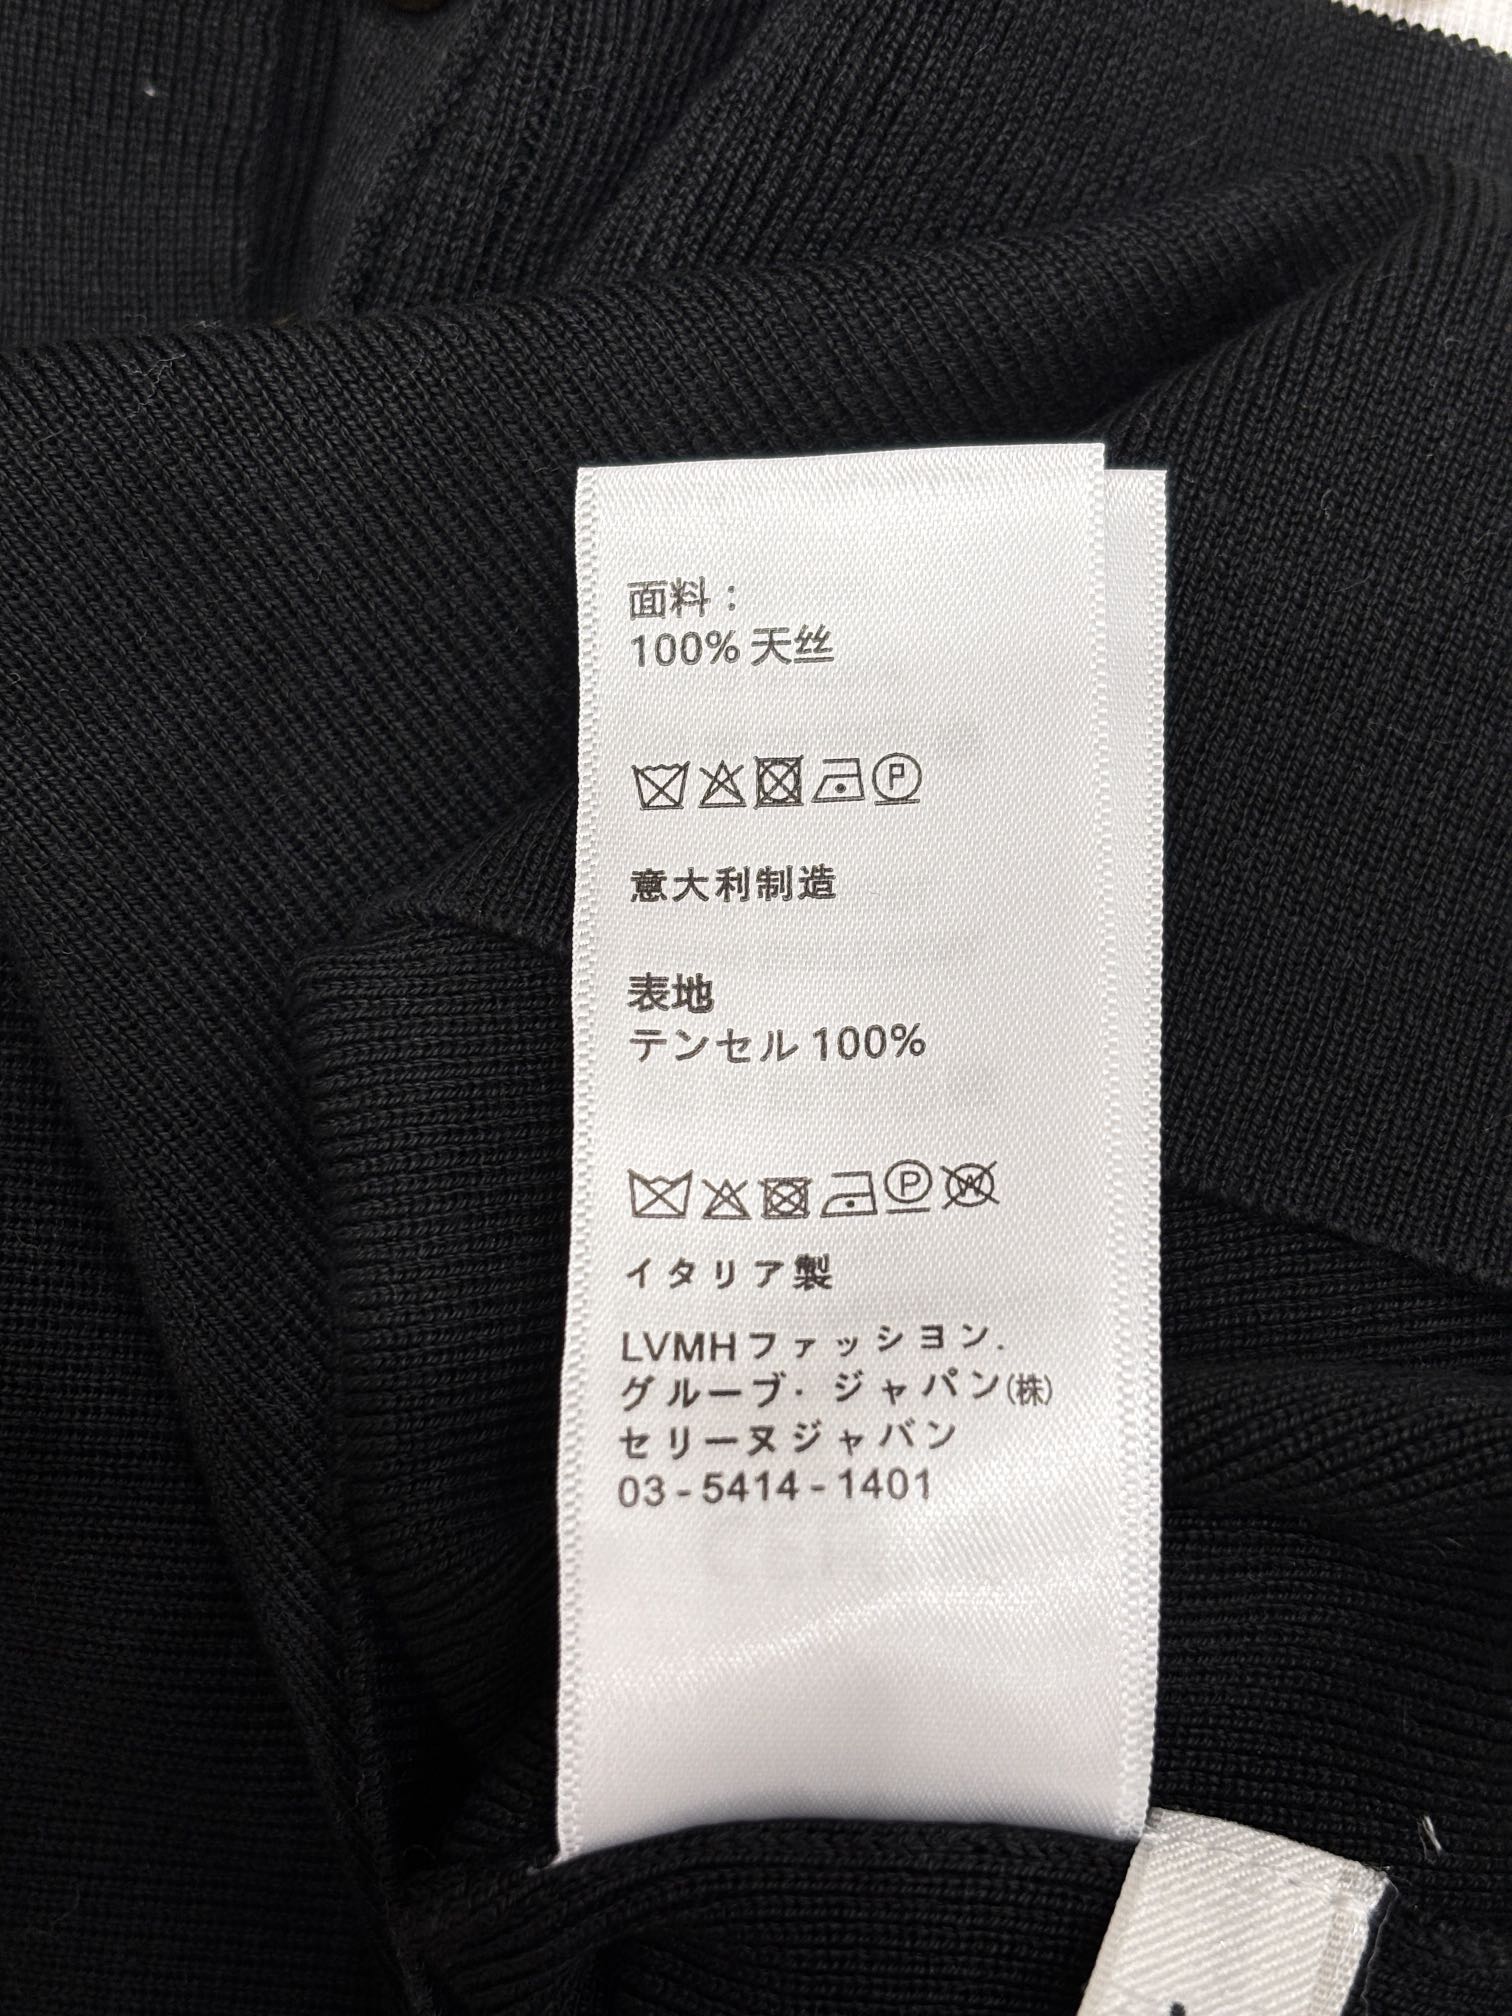 面料：
100% 天丝
意大利制造
表地
テンセル 100%
P
P W
イタリア製
LVMHファッション.
グループ・ジャパン(株)
セリーヌジャパン
03-5414-1401